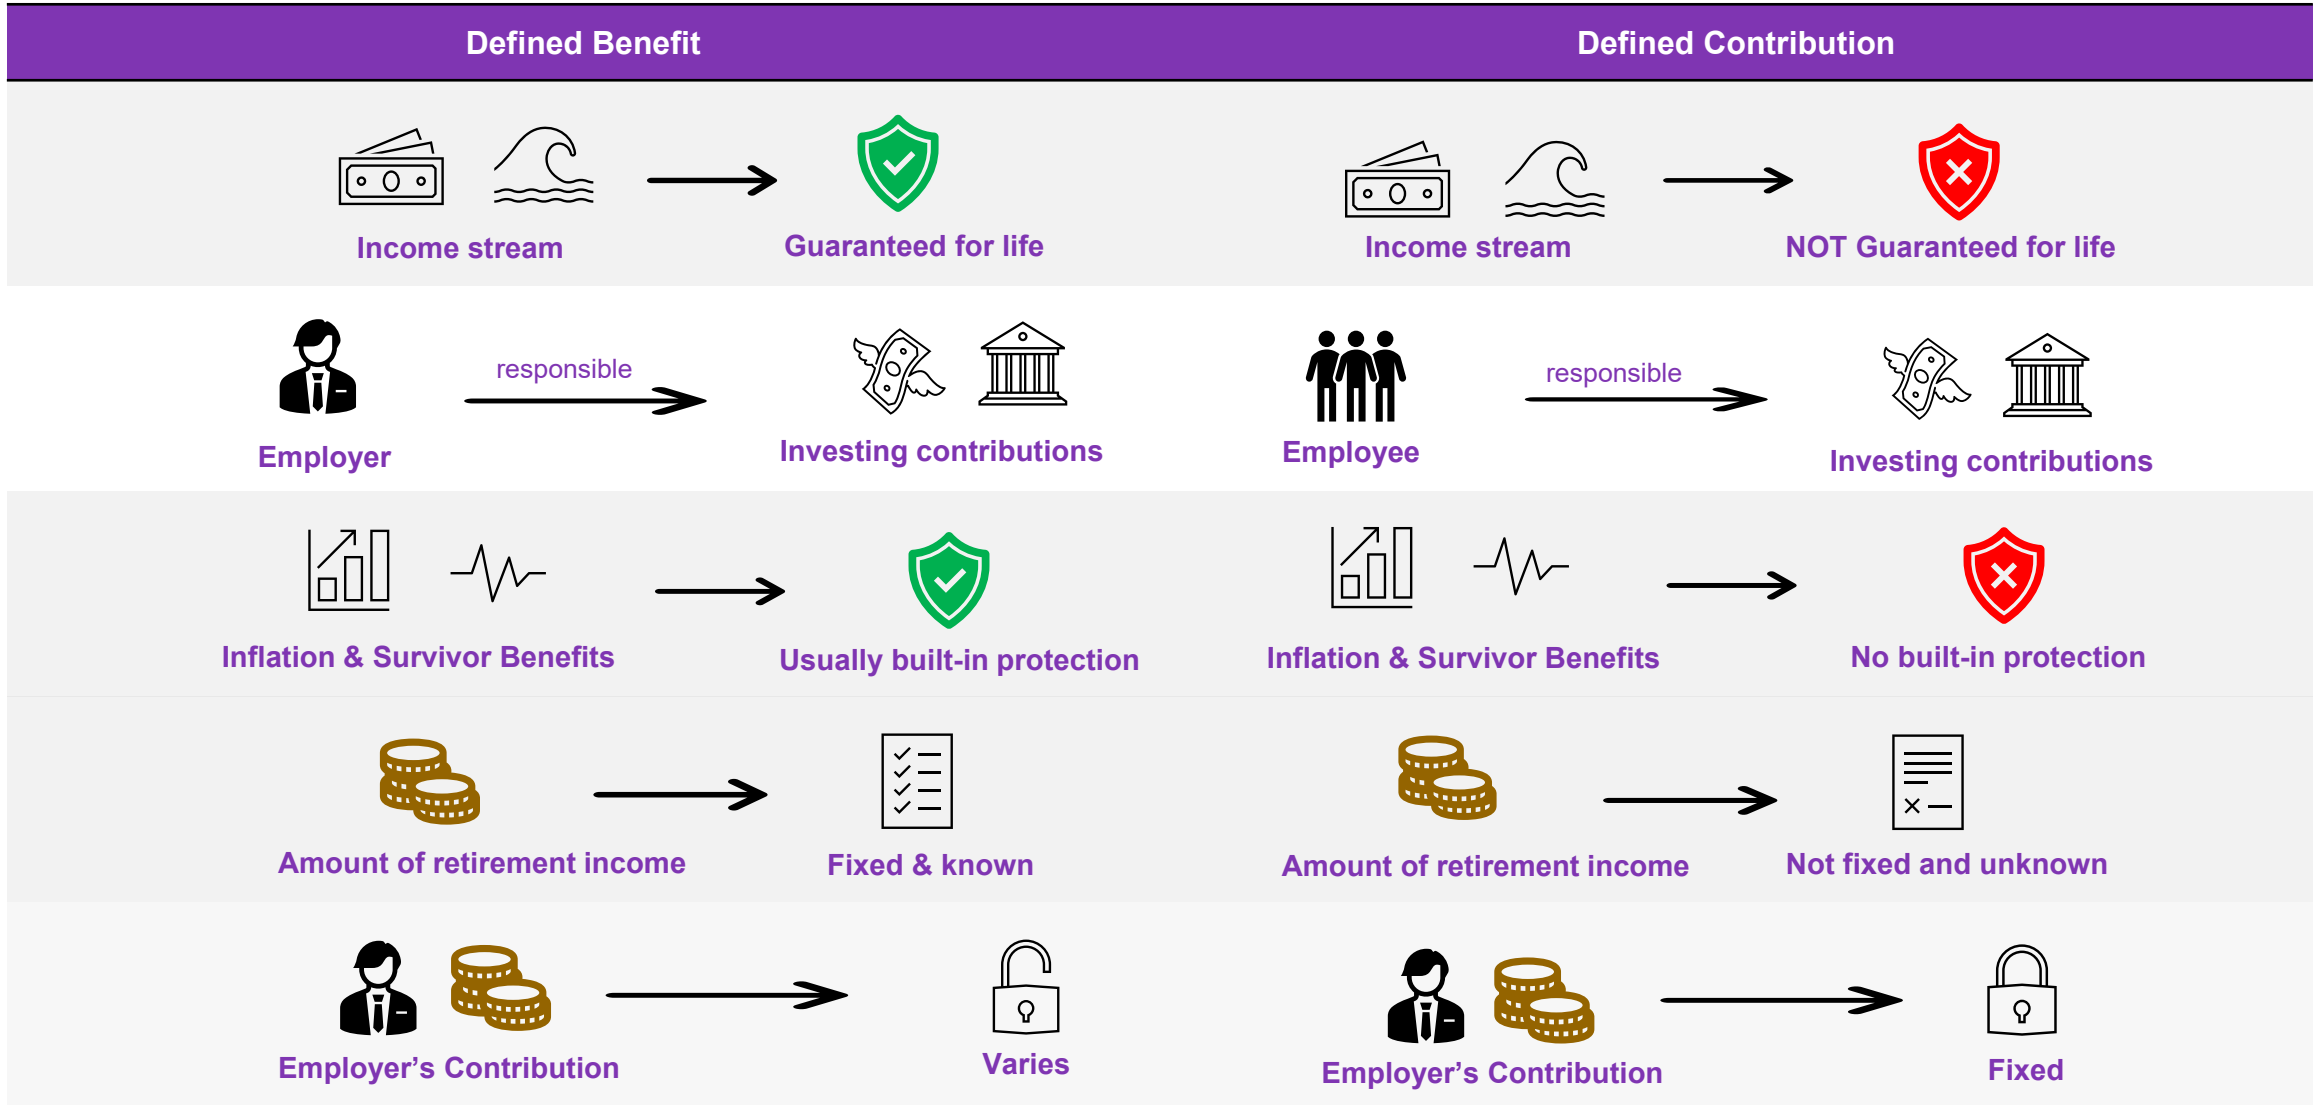 Defined Benefit
Defined Contribution
Income stream
Guaranteed for life
Income stream
NOT Guaranteed for life
Employer
responsible
Investing contributions
Employee
responsible
Investing contributions
Inflation & Survivor Benefits
Usually built-in protection
Inflation & Survivor Benefits
No built-in protection
Amount of retirement income
Fixed & known
Amount of retirement income
Not fixed and unknown
Employer’s Contribution
Varies
Employer’s Contribution
Fixed